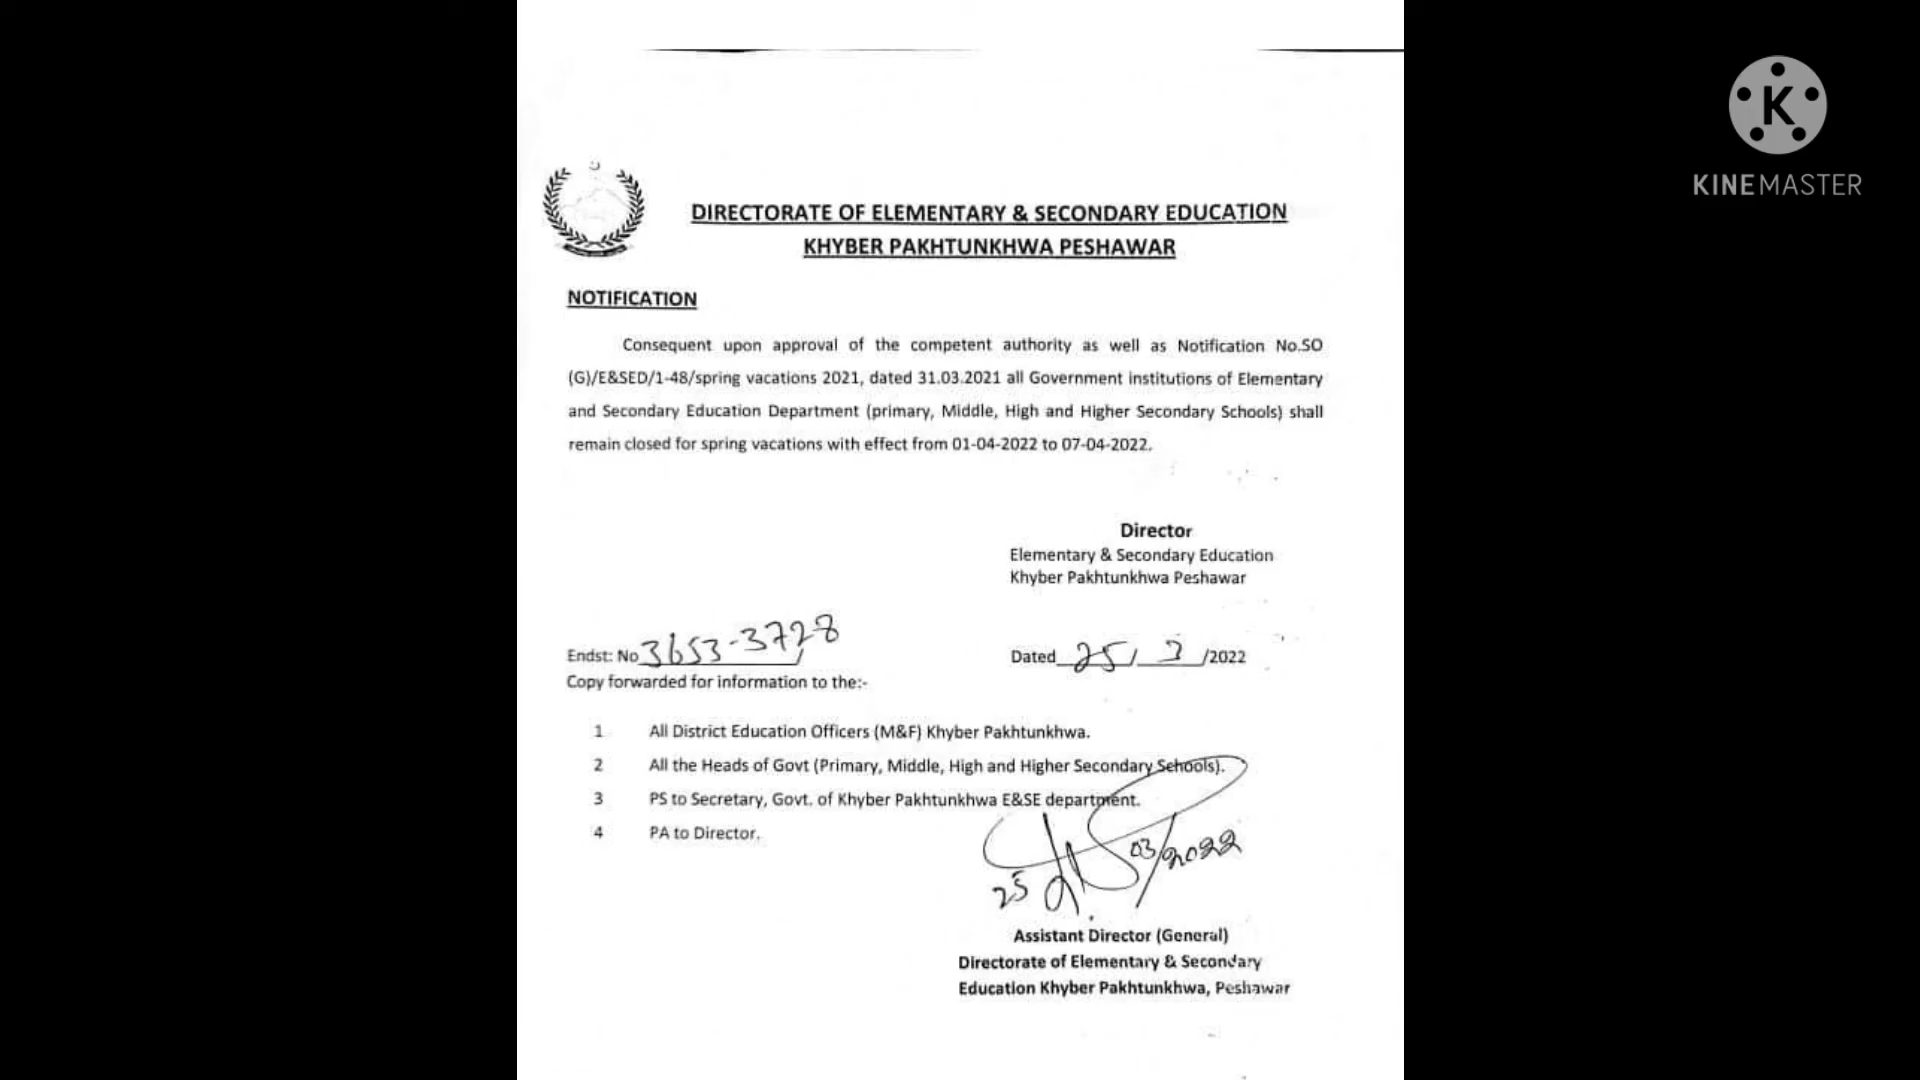 K
KINEMASTER
DIRECTORATE OF ELEMENTARY & SECONDARY EDUCATION
KHYBER PAKHTUNKHWA PESHAWAR
NOTIFICATION
Consequent upon approval of the competent authority as well as Notification No.SO
(G)/E&SED/1-48/spring vacations 2021, dated 31.03.2021 all Government institutions of Elementary
and Secondary Education Department (primary, Middle, High and Higher Secondary Schools) shall
remain closed for spring vacations with effect from 01-04-2022 to 07-04-2022.
Director
Elementary & Secondary Education
Khyber Pakhtunkhwa Peshawar
Endst: No 3653-3728/
Dated 25/ 3 /2022
Copy forwarded for information to the:-
1 All District Education Officers (M&F) Khyber Pakhtunkhwa.
2 All the Heads of Govt (Primary, Middle, High and Higher Secondary Schools).
3 PS to Secretary, Govt. of Khyber Pakhtunkhwa E&SE department.
4 PA to Director.
25 03/2022
Assistant Director (General)
Directorate of Elementary & Secondary
Education Khyber Pakhtunkhwa, Peshawar